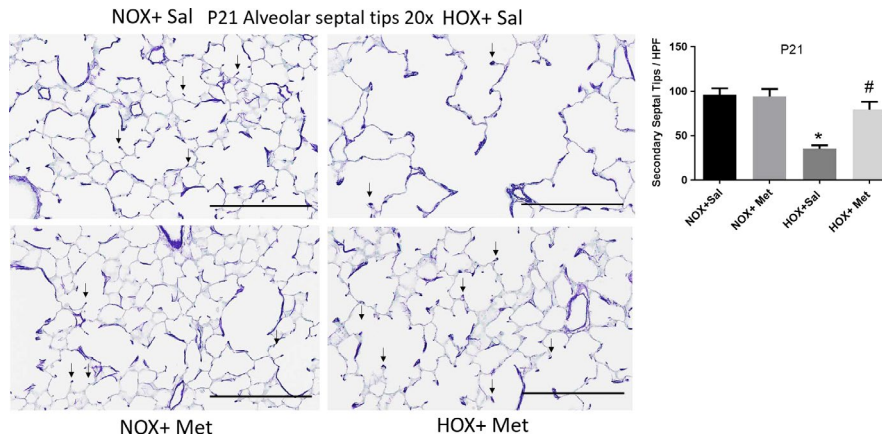 NOX+ Sal P21 Alveolar septal tips 20x HOX+ Sal
NOX+ Met
HOX+ Met
P21
Secondary Septal Tips / HPF
150
100
50
0
*
#
NOX+Sal
NOX+ Met
HOX+Sal
HOX+ Met